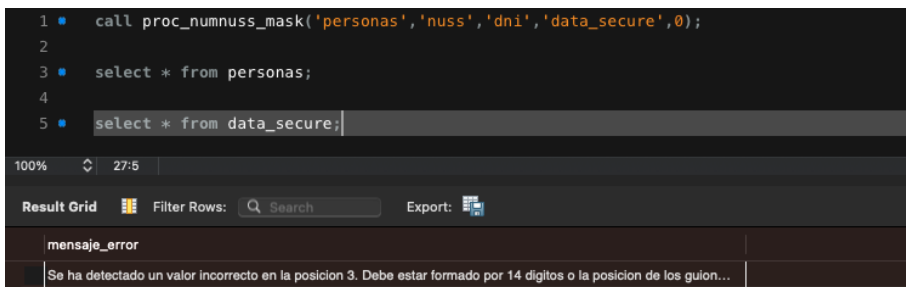 1 call proc_numnuss_mask('personas','nuss','dni','data_secure',0);
2
3 select * from personas;
4
5 select * from data_secure;
100% 27:5
Result Grid Filter Rows: Search Export:
mensaje_error
Se ha detectado un valor incorrecto en la posicion 3. Debe estar formado por 14 digitos o la posicion de los guion...